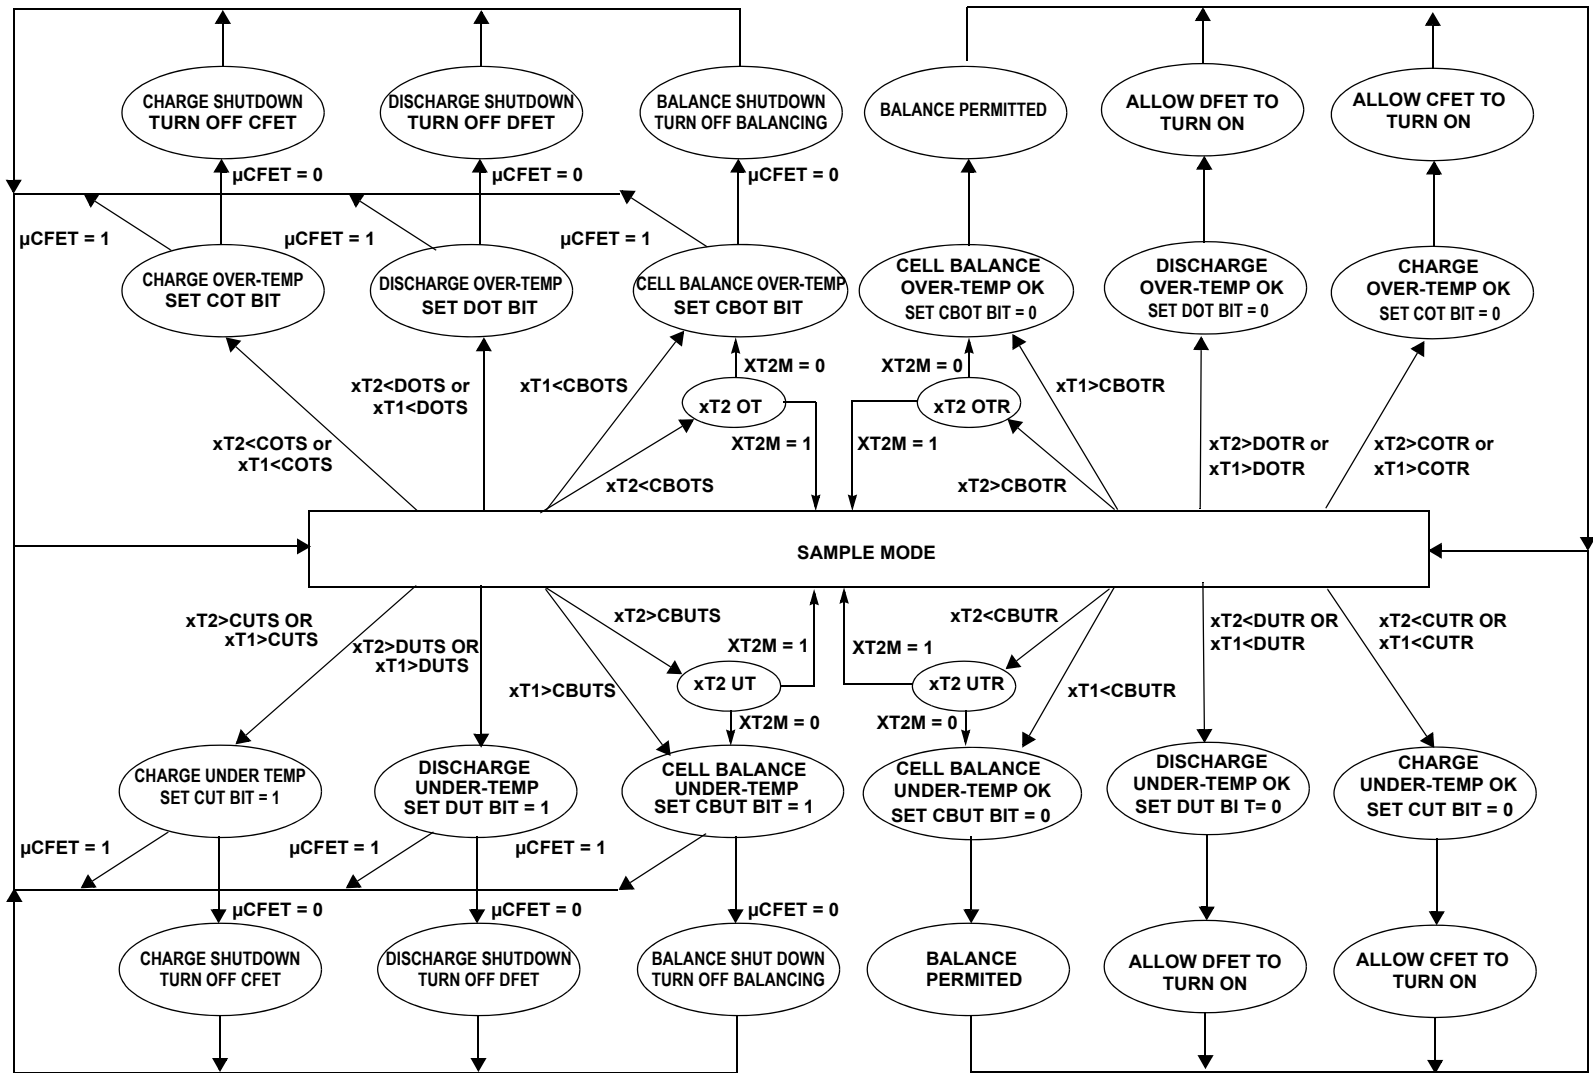 CHARGE SHUTDOWN
TURN OFF CFET
DISCHARGE SHUTDOWN
TURN OFF DFET
BALANCE SHUTDOWN
TURN OFF BALANCING
BALANCE PERMITTED
ALLOW DFET TO
TURN ON
ALLOW CFET TO
TURN ON
µCFET = 0
µCFET = 0
µCFET = 0
µCFET = 1
µCFET = 1
µCFET = 1
CHARGE OVER-TEMP
SET COT BIT
DISCHARGE OVER-TEMP
SET DOT BIT
CELL BALANCE OVER-TEMP
SET CBOT BIT
CELL BALANCE
OVER-TEMP OK
SET CBOT BIT = 0
DISCHARGE
OVER-TEMP OK
SET DOT BIT = 0
CHARGE
OVER-TEMP OK
SET COT BIT = 0
xT2<COTS or
xT1<COTS
xT2<DOTS or
xT1<DOTS
xT1<CBOTS
XT2M = 0
xT2 OT
XT2M = 1
xT2<CBOTS
XT2M = 0
xT2 OTR
XT2M = 1
xT1>CBOTR
xT2>CBOTR
xT2>DOTR or
xT1>DOTR
xT2>COTR or
xT1>COTR
SAMPLE MODE
xT2>CUTS OR
xT1>CUTS
xT2>DUTS OR
xT1>DUTS
xT2>CBUTS
XT2M = 1
xT1>CBUTS
xT2 UT
XT2M = 0
xT2<CBUTR
XT2M = 1
xT2 UTR
xT1<CBUTR
XT2M = 0
xT2<DUTR OR
xT1<DUTR
xT2<CUTR OR
xT1<CUTR
CHARGE UNDER TEMP
SET CUT BIT = 1
DISCHARGE
UNDER-TEMP
SET DUT BIT = 1
CELL BALANCE
UNDER-TEMP
SET CBUT BIT = 1
CELL BALANCE
UNDER-TEMP OK
SET CBUT BIT = 0
DISCHARGE
UNDER-TEMP OK
SET DUT BI T= 0
CHARGE
UNDER-TEMP OK
SET CUT BIT = 0
µCFET = 1
µCFET = 1
µCFET = 1
µCFET = 0
µCFET = 0
µCFET = 0
CHARGE SHUTDOWN
TURN OFF CFET
DISCHARGE SHUTDOWN
TURN OFF DFET
BALANCE SHUT DOWN
TURN OFF BALANCING
BALANCE
PERMITED
ALLOW DFET TO
TURN ON
ALLOW CFET TO
TURN ON